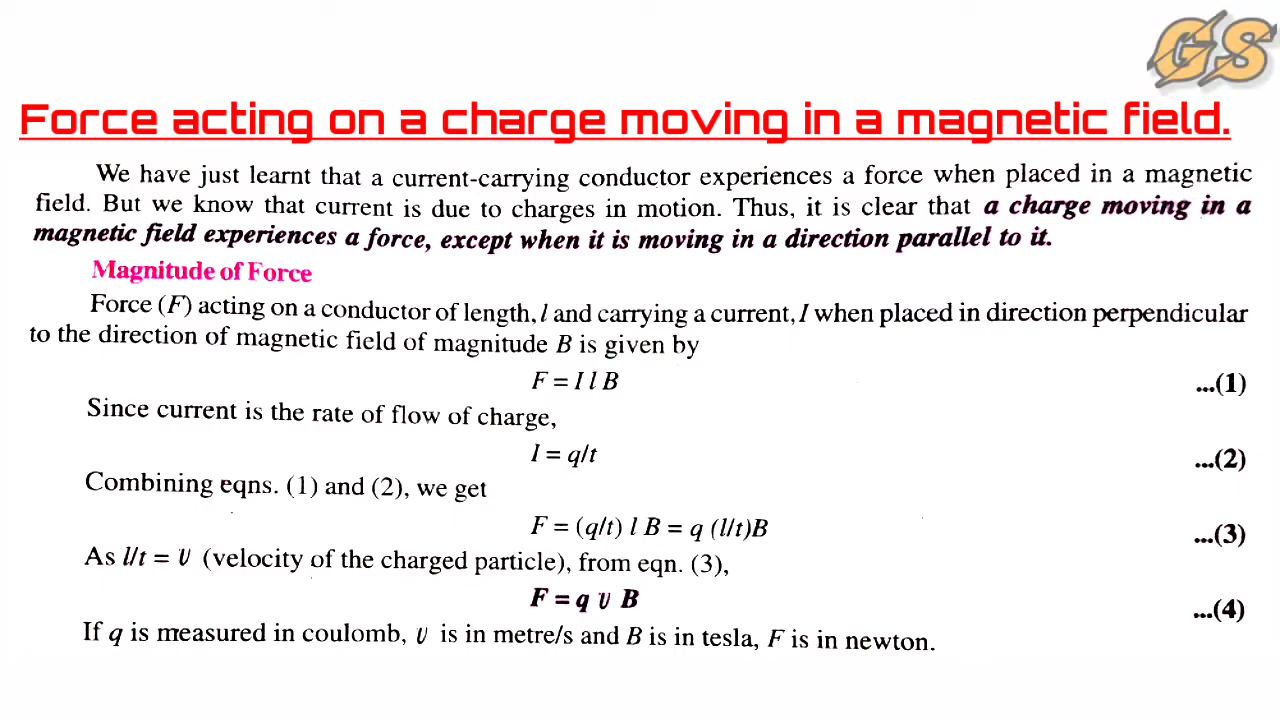 GS
Force acting on a charge moving in a magnetic field.
We have just learnt that a current-carrying conductor experiences a force when placed in a magnetic
field. But we know that current is due to charges in motion. Thus, it is clear that a charge moving in a
magnetic field experiences a force, except when it is moving in a direction parallel to it.
Magnitude of Force
Force (F) acting on a conductor of length, l and carrying a current, I when placed in direction perpendicular
to the direction of magnetic field of magnitude B is given by
F = I l B ...(1)
Since current is the rate of flow of charge,
I = q/t ...(2)
Combining eqns. (1) and (2), we get
F = (q/t) l B = q (l/t)B ...(3)
As l/t = υ (velocity of the charged particle), from eqn. (3),
F = q υ B ...(4)
If q is measured in coulomb, υ is in metre/s and B is in tesla, F is in newton.